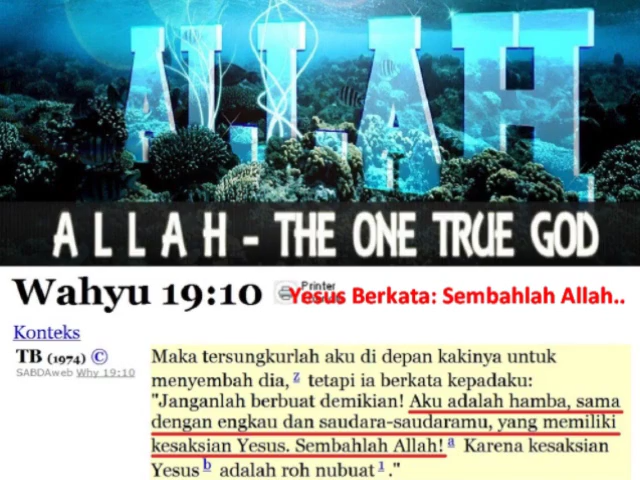 ALLAH
ALLAH - THE ONE TRUE GOD
Wahyu 19:10 Printer Yesus Berkata: Sembahlah Allah..
Konteks
TB (1974) ©
SABDAweb Why 19:10
Maka tersungkurlah aku di depan kakinya untuk
menyembah dia, z tetapi ia berkata kepadaku:
"Janganlah berbuat demikian! Aku adalah hamba, sama
dengan engkau dan saudara-saudaramu, yang memiliki
kesaksian Yesus. Sembahlah Allah! a Karena kesaksian
Yesus b adalah roh nubuat 1 ."